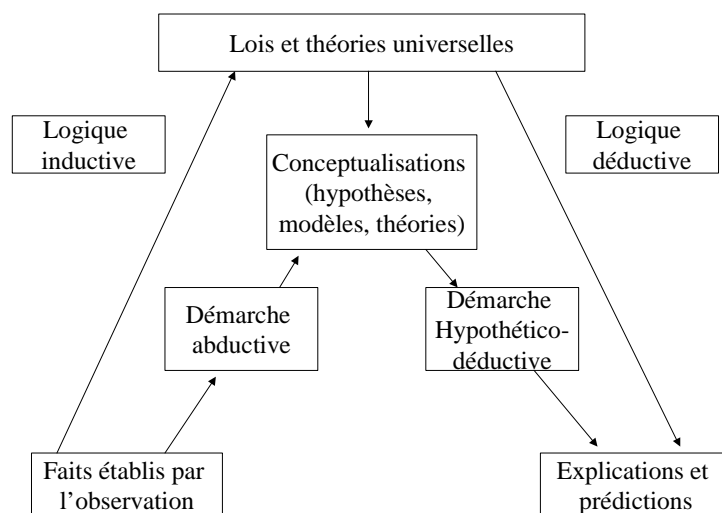 Lois et théories universelles
Logique
inductive
Logique
déductive
Conceptualisations
(hypothèses,
modèles, théories)
Démarche
abductive
Démarche
Hypothético-
déductive
Faits établis par
l’observation
Explications et
prédictions